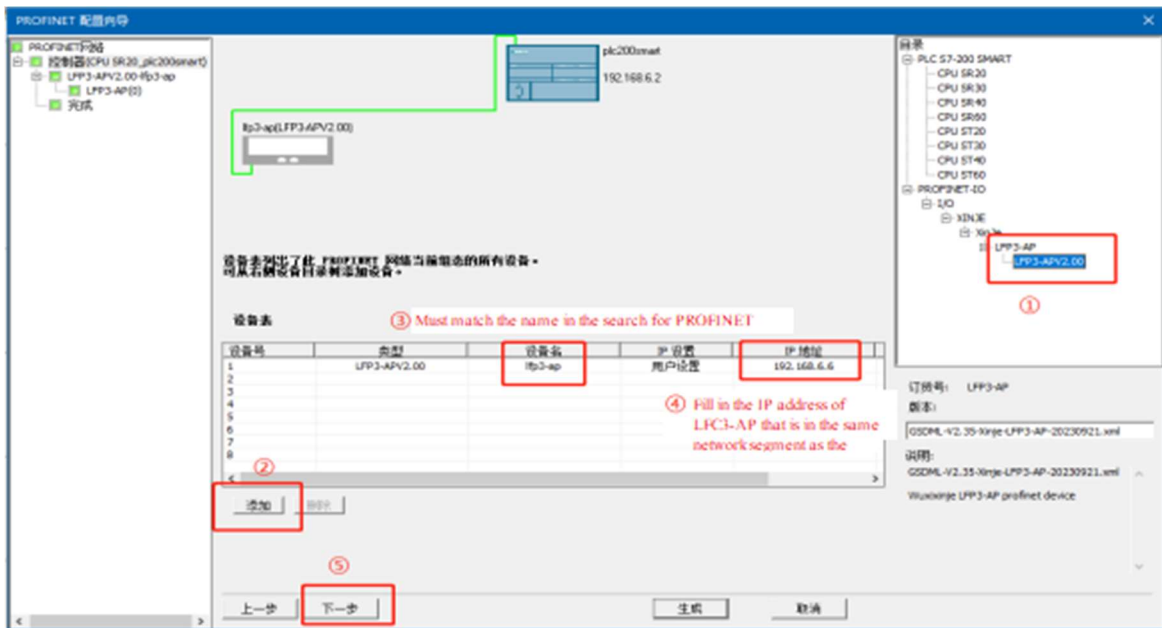 PROFINET 配置向导
PROFINET网络
控制器(CPU SR20_plc200smart)
LFP3-APV2.00-lfp3-ap
LFP3-AP(0)
完成
plc200smart
192.168.6.2
lfp3-ap(LFP3-APV2.00)
设备表列出了此 PROFINET 网络当前组态的所有设备。
可从右侧设备目录树添加设备。
设备表
③ Must match the name in the search for PROFINET
设备号 类型 设备名 IP 设置 IP 地址
1 LFP3-APV2.00 lfp3-ap 用户设置 192.168.6.6
2
3
4
5
6
7
8
④ Fill in the IP address of
LFC3-AP that is in the same
network segment as the
②
添加 删除
⑤
上一步 下一步 生成 取消
目录
PLC S7-200 SMART
CPU SR20
CPU SR30
CPU SR40
CPU SR60
CPU ST20
CPU ST30
CPU ST40
CPU ST60
PROFINET-IO
I/O
XINJE
XinJe
LFP3-AP
LFP3-APV2.00
①
订货号: LFP3-AP
版本:
GSDML-V2.35-Xinje-LFP3-AP-20230921.xml
说明:
GSDML-V2.35-Xinje-LFP3-AP-20230921.xml
Wuxixinje LFP3-AP profinet device